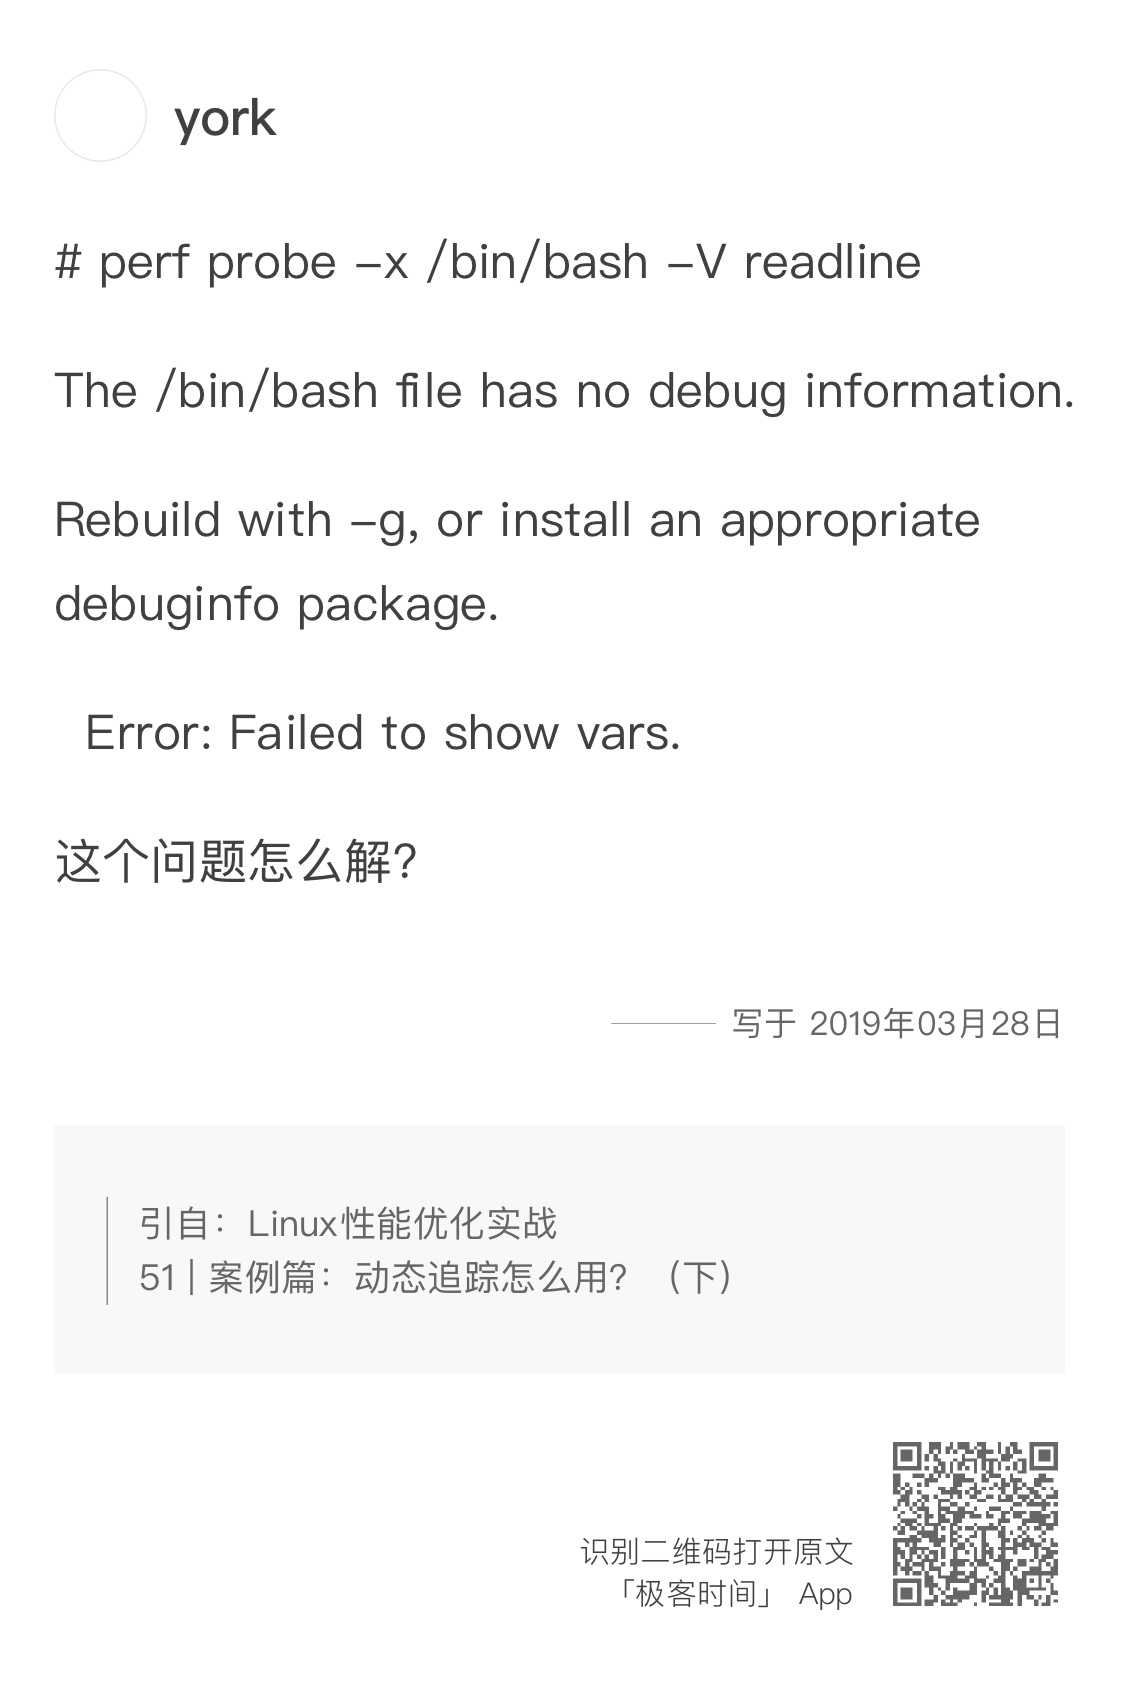 york
# perf probe -x /bin/bash -V readline
The /bin/bash file has no debug information.
Rebuild with -g, or install an appropriate
debuginfo package.
Error: Failed to show vars.
这个问题怎么解?
写于 2019年03月28日
引自：Linux性能优化实战
51 | 案例篇：动态追踪怎么用？（下）
识别二维码打开原文
「极客时间」 App